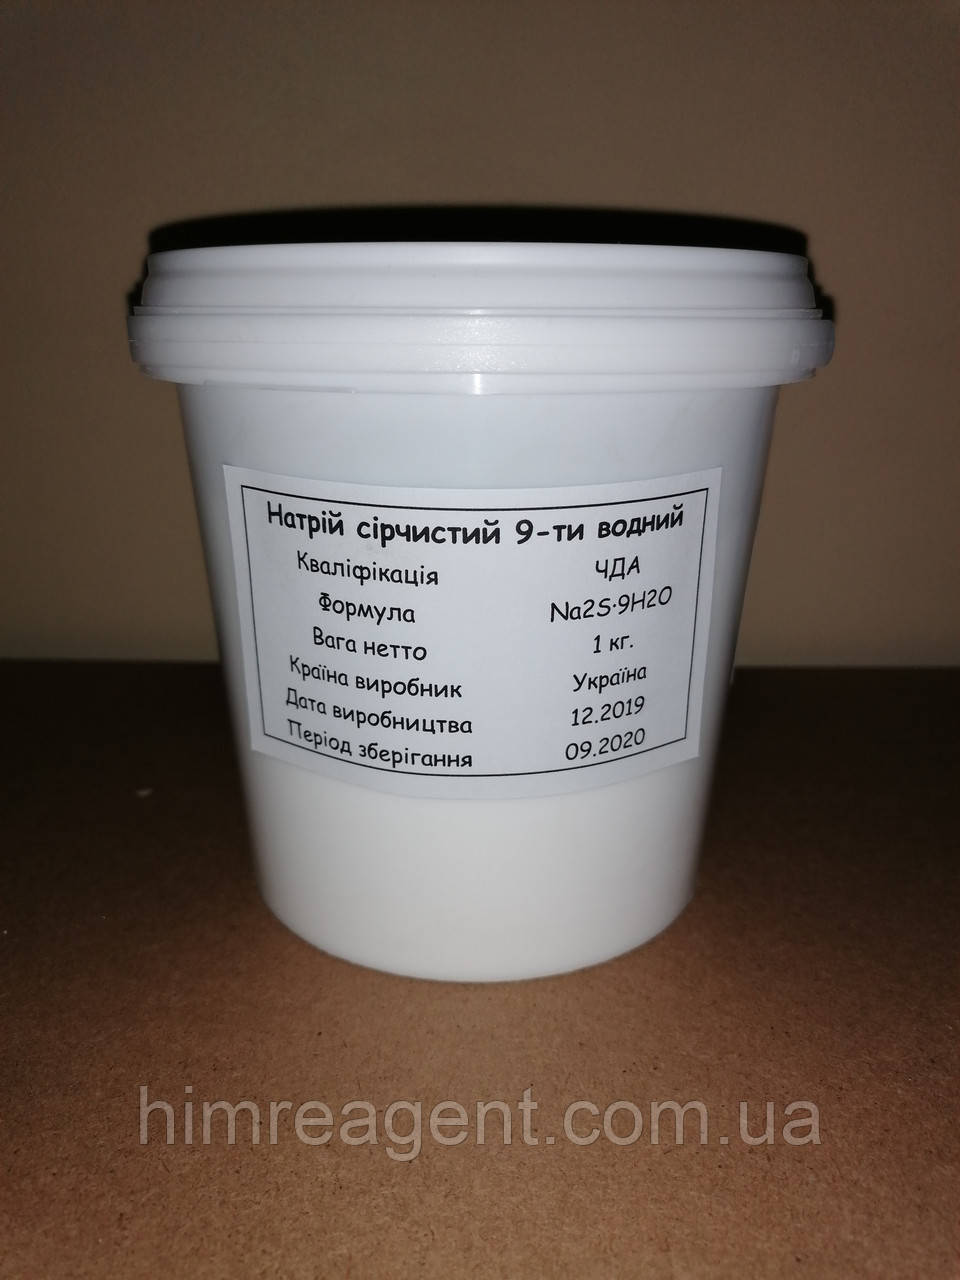 Натрій сірчистий 9-ти водний
Кваліфікація ЧДА
Формула Na2S·9H2O
Вага нетто 1 кг.
Країна виробник Україна
Дата виробництва 12.2019
Період зберігання 09.2020
himreagent.com.ua